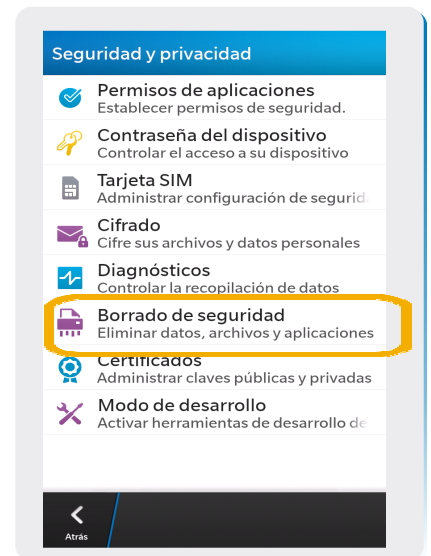 Seguridad y privacidad
Permisos de aplicaciones
Establecer permisos de seguridad.
Contraseña del dispositivo
Controlar el acceso a su dispositivo
Tarjeta SIM
Administrar configuración de segurid
Cifrado
Cifre sus archivos y datos personales
Diagnósticos
Controlar la recopilación de datos
Borrado de seguridad
Eliminar datos, archivos y aplicaciones
Certificados
Administrar claves públicas y privadas
Modo de desarrollo
Activar herramientas de desarrollo de
Atrás